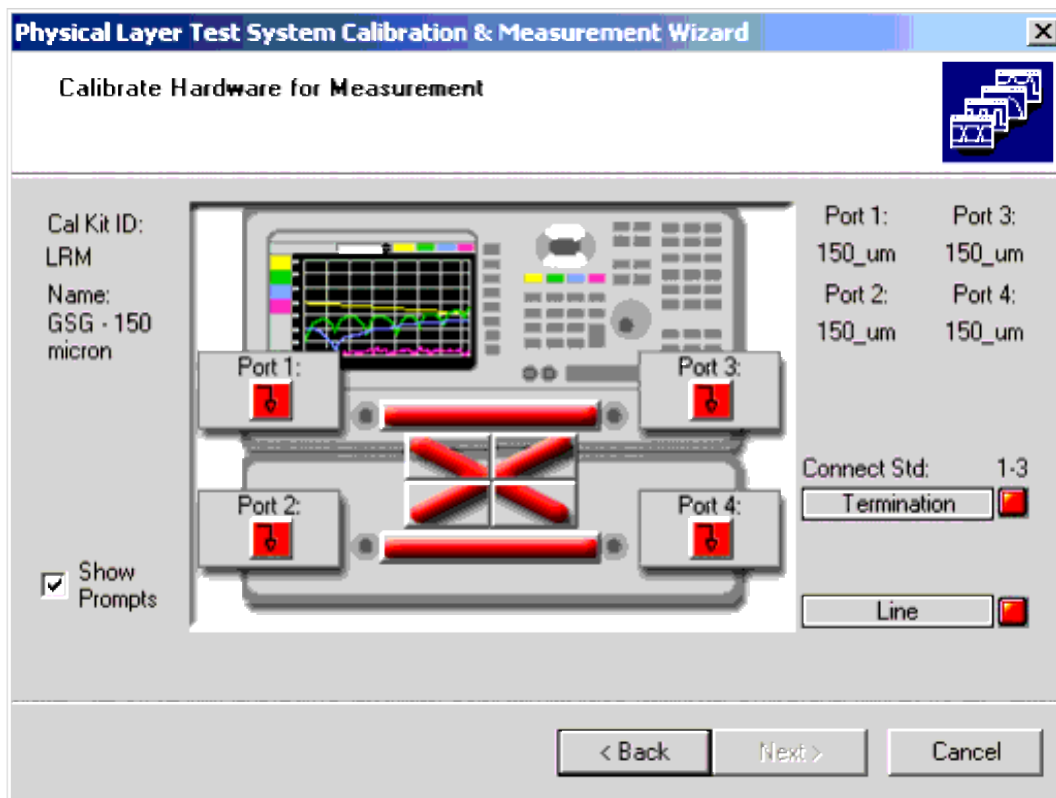 Physical Layer Test System Calibration & Measurement Wizard
Calibrate Hardware for Measurement
Cal Kit ID:
LRM
Name:
GSG - 150
micron
Show
Prompts
Port 1:
Port 3:
Port 2:
Port 4:
Port 1: Port 3:
150_um 150_um
Port 2: Port 4:
150_um 150_um
Connect Std: 1-3
Termination
Line
< Back
Next >
Cancel